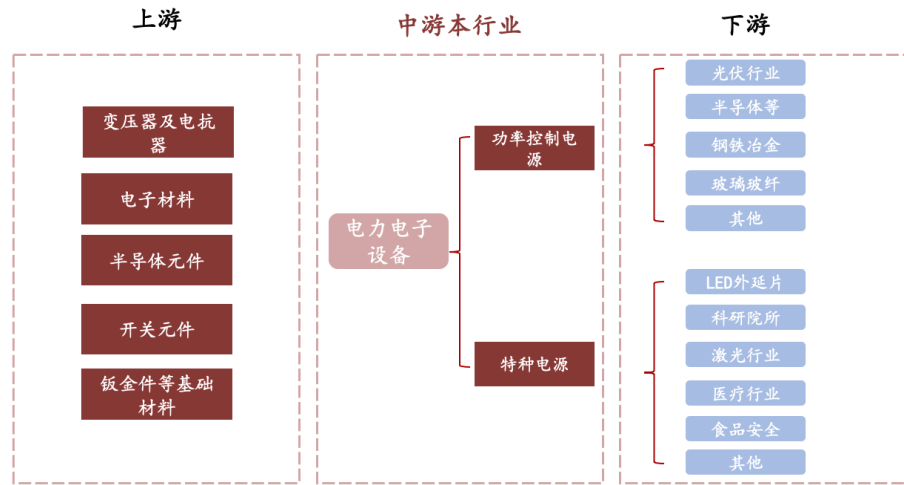 上游
变压器及电抗
器
电子材料
半导体元件
开关元件
钣金件等基础
材料
中游本行业
电力电子
设备
功率控制电
源
特种电源
下游
光伏行业
半导体等
钢铁冶金
玻璃玻纤
其他
LED外延片
科研院所
激光行业
医疗行业
食品安全
其他